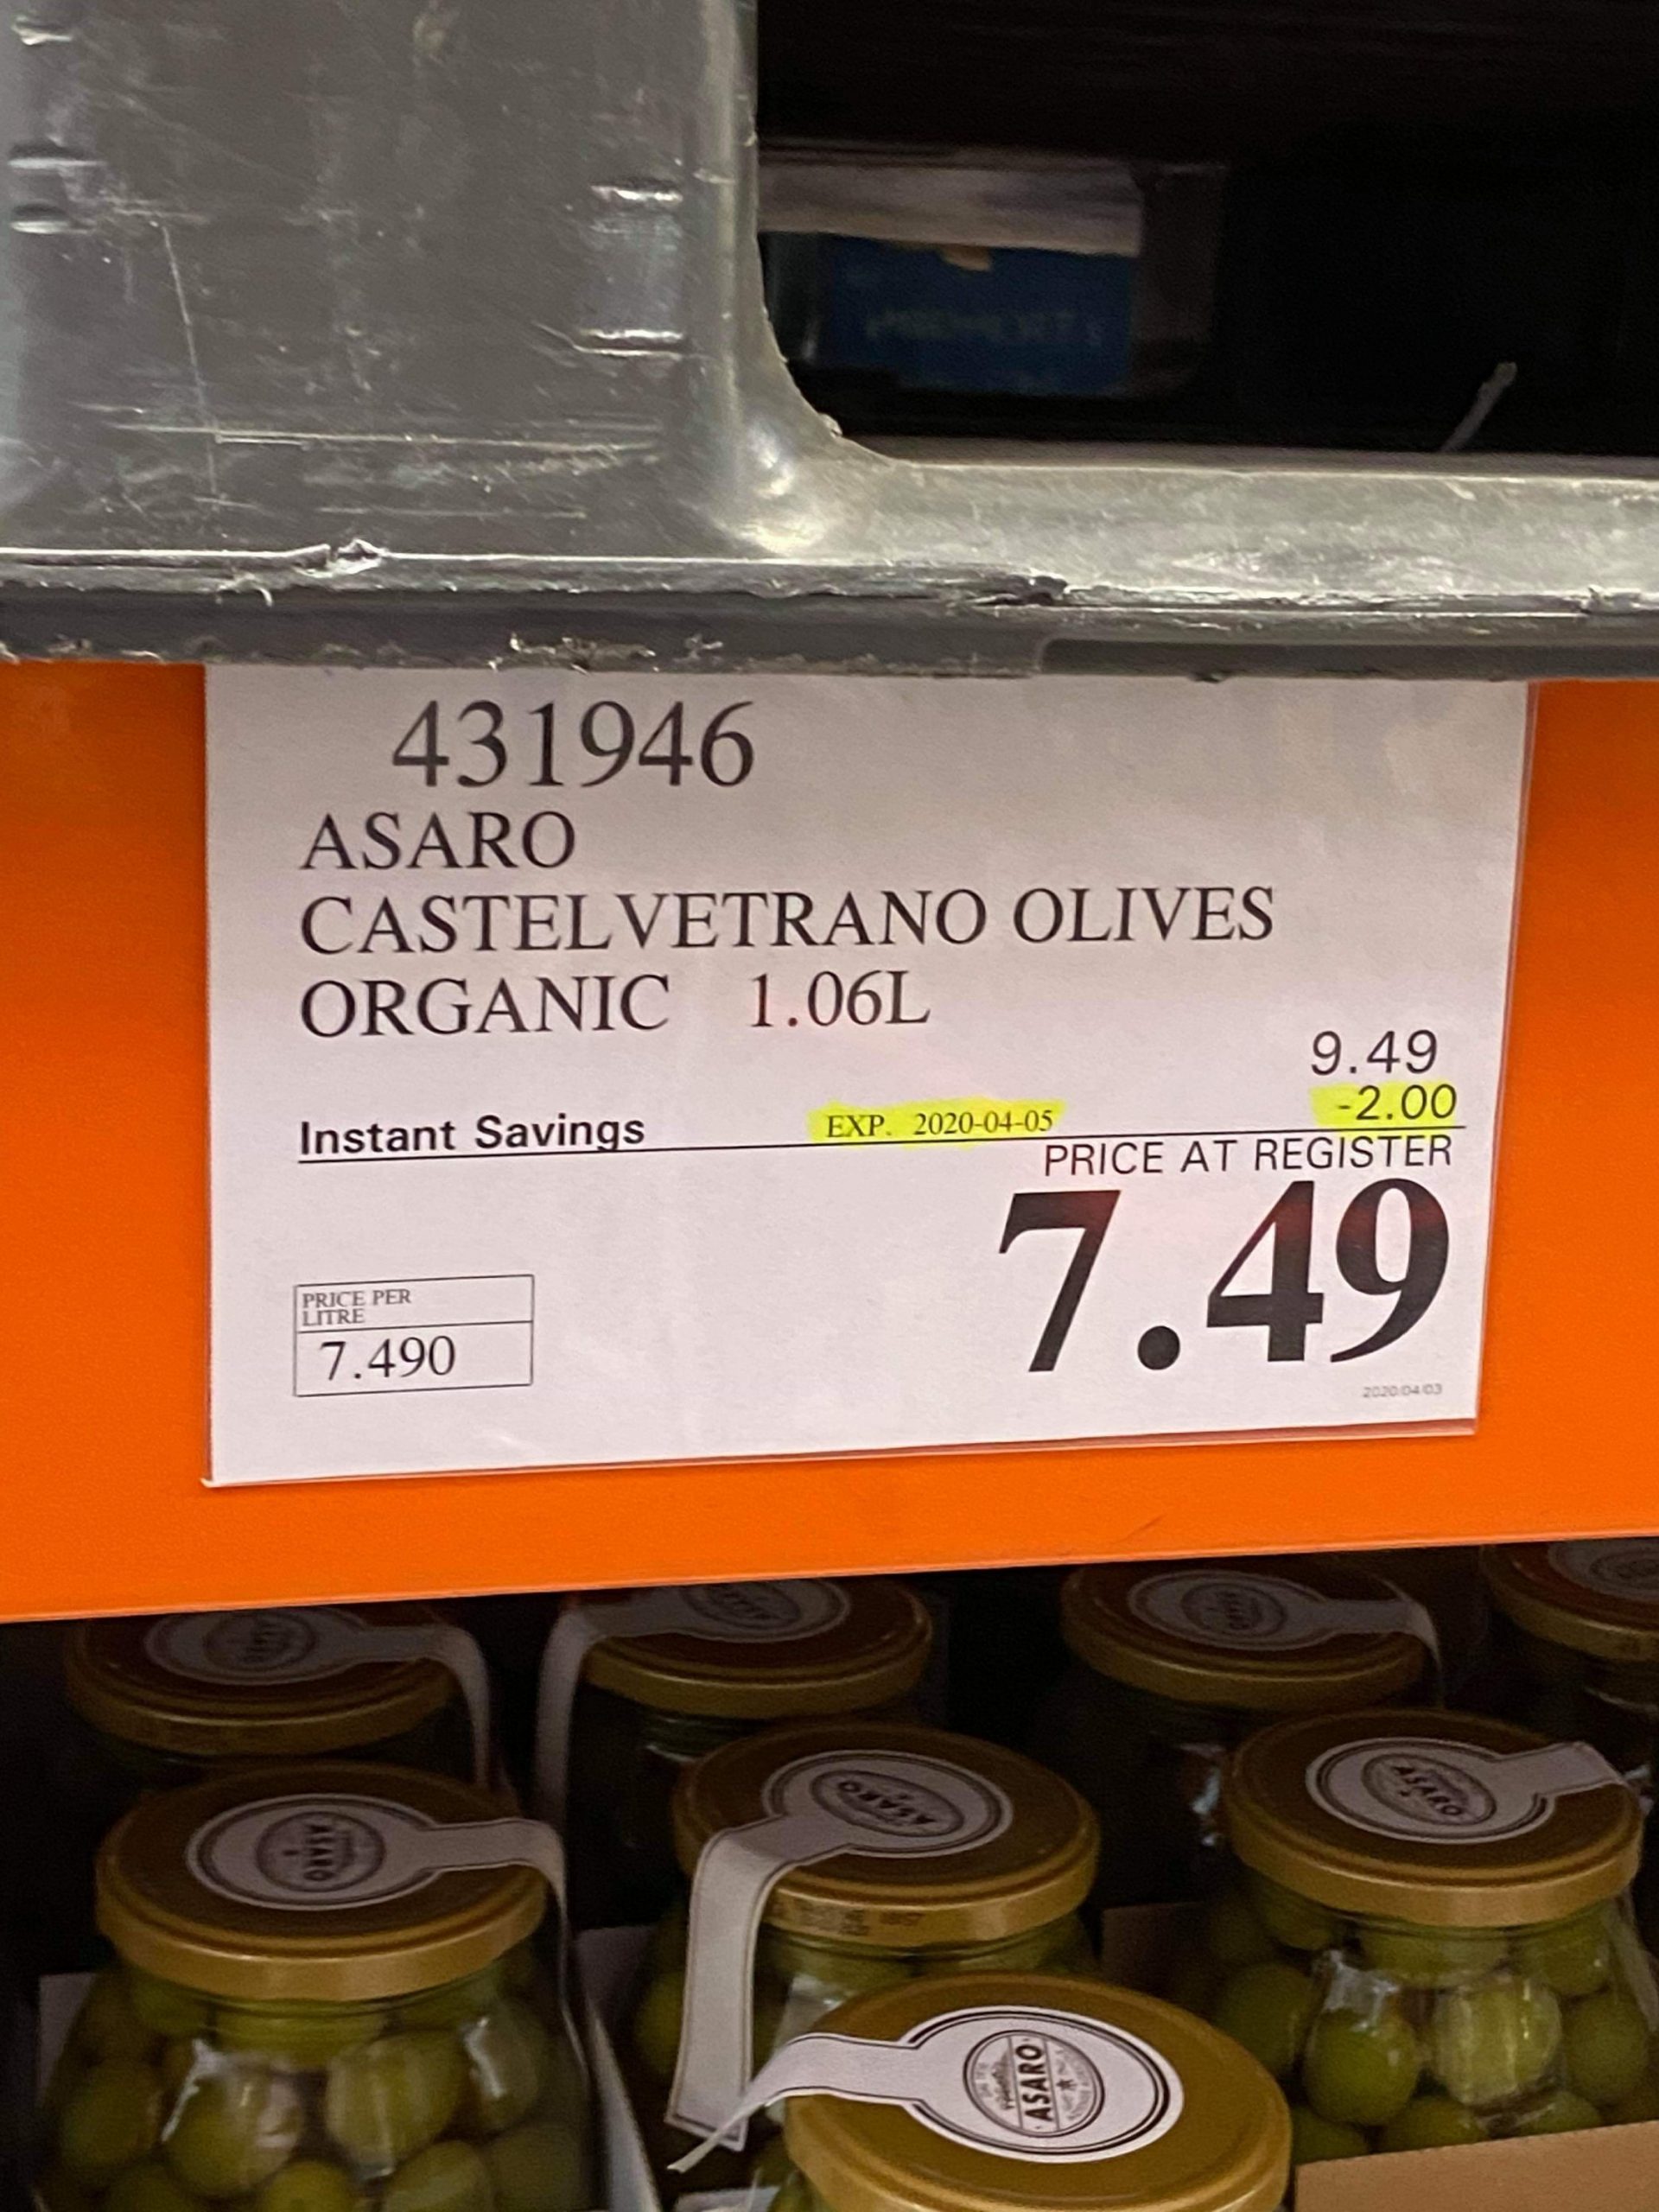 431946
ASARO
CASTELVETRANO OLIVES
ORGANIC 1.06L
9.49
-2.00
Instant Savings EXP. 2020-04-05
PRICE AT REGISTER
7.49
PRICE PER
LITRE
7.490
2020/04/03
ASARO
ASARO
ASARO
ASARO